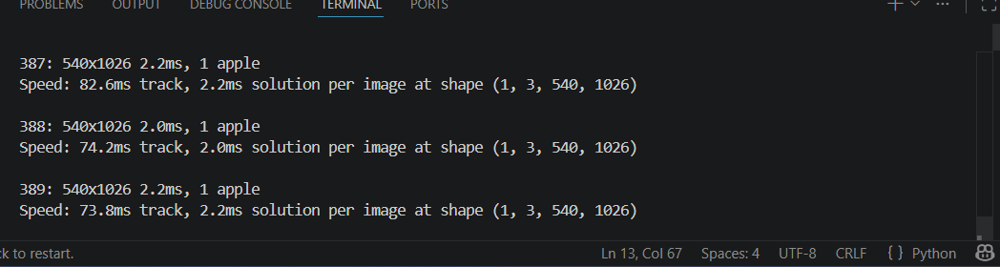 PROBLEMS OUTPUT DEBUG CONSOLE TERMINAL PORTS
387: 540x1026 2.2ms, 1 apple
Speed: 82.6ms track, 2.2ms solution per image at shape (1, 3, 540, 1026)
388: 540x1026 2.0ms, 1 apple
Speed: 74.2ms track, 2.0ms solution per image at shape (1, 3, 540, 1026)
389: 540x1026 2.2ms, 1 apple
Speed: 73.8ms track, 2.2ms solution per image at shape (1, 3, 540, 1026)
ck to restart. Ln 13, Col 67 Spaces: 4 UTF-8 CRLF { } Python